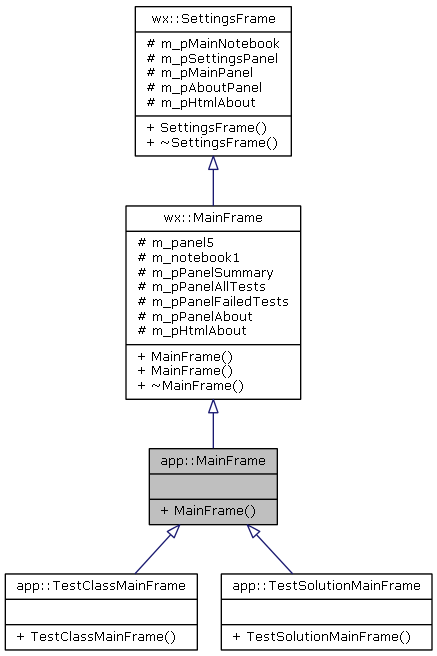 wx::SettingsFrame
# m_pMainNotebook
# m_pSettingsPanel
# m_pMainPanel
# m_pAboutPanel
# m_pHtmlAbout
+ SettingsFrame()
+ ~SettingsFrame()
wx::MainFrame
# m_panel5
# m_notebook1
# m_pPanelSummary
# m_pPanelAllTests
# m_pPanelFailedTests
# m_pPanelAbout
# m_pHtmlAbout
+ MainFrame()
+ MainFrame()
+ ~MainFrame()
app::MainFrame
+ MainFrame()
app::TestClassMainFrame
+ TestClassMainFrame()
app::TestSolutionMainFrame
+ TestSolutionMainFrame()